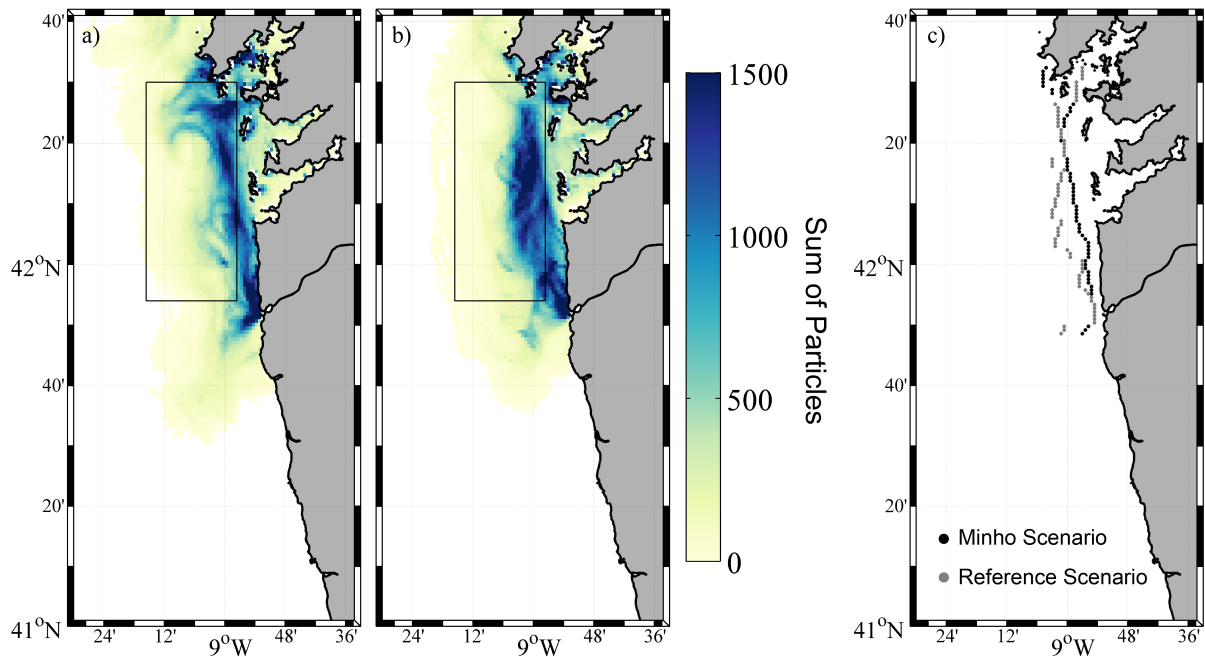 a)
b)
c)
40'
20'
42°N
40'
20'
41°N
24'
12'
9°W
48'
36'
24'
12'
9°W
48'
36'
1500
1000
500
0
Sum of Particles
40'
20'
42°N
40'
20'
41°N
Minho Scenario
Reference Scenario
24'
12'
9°W
48'
36'